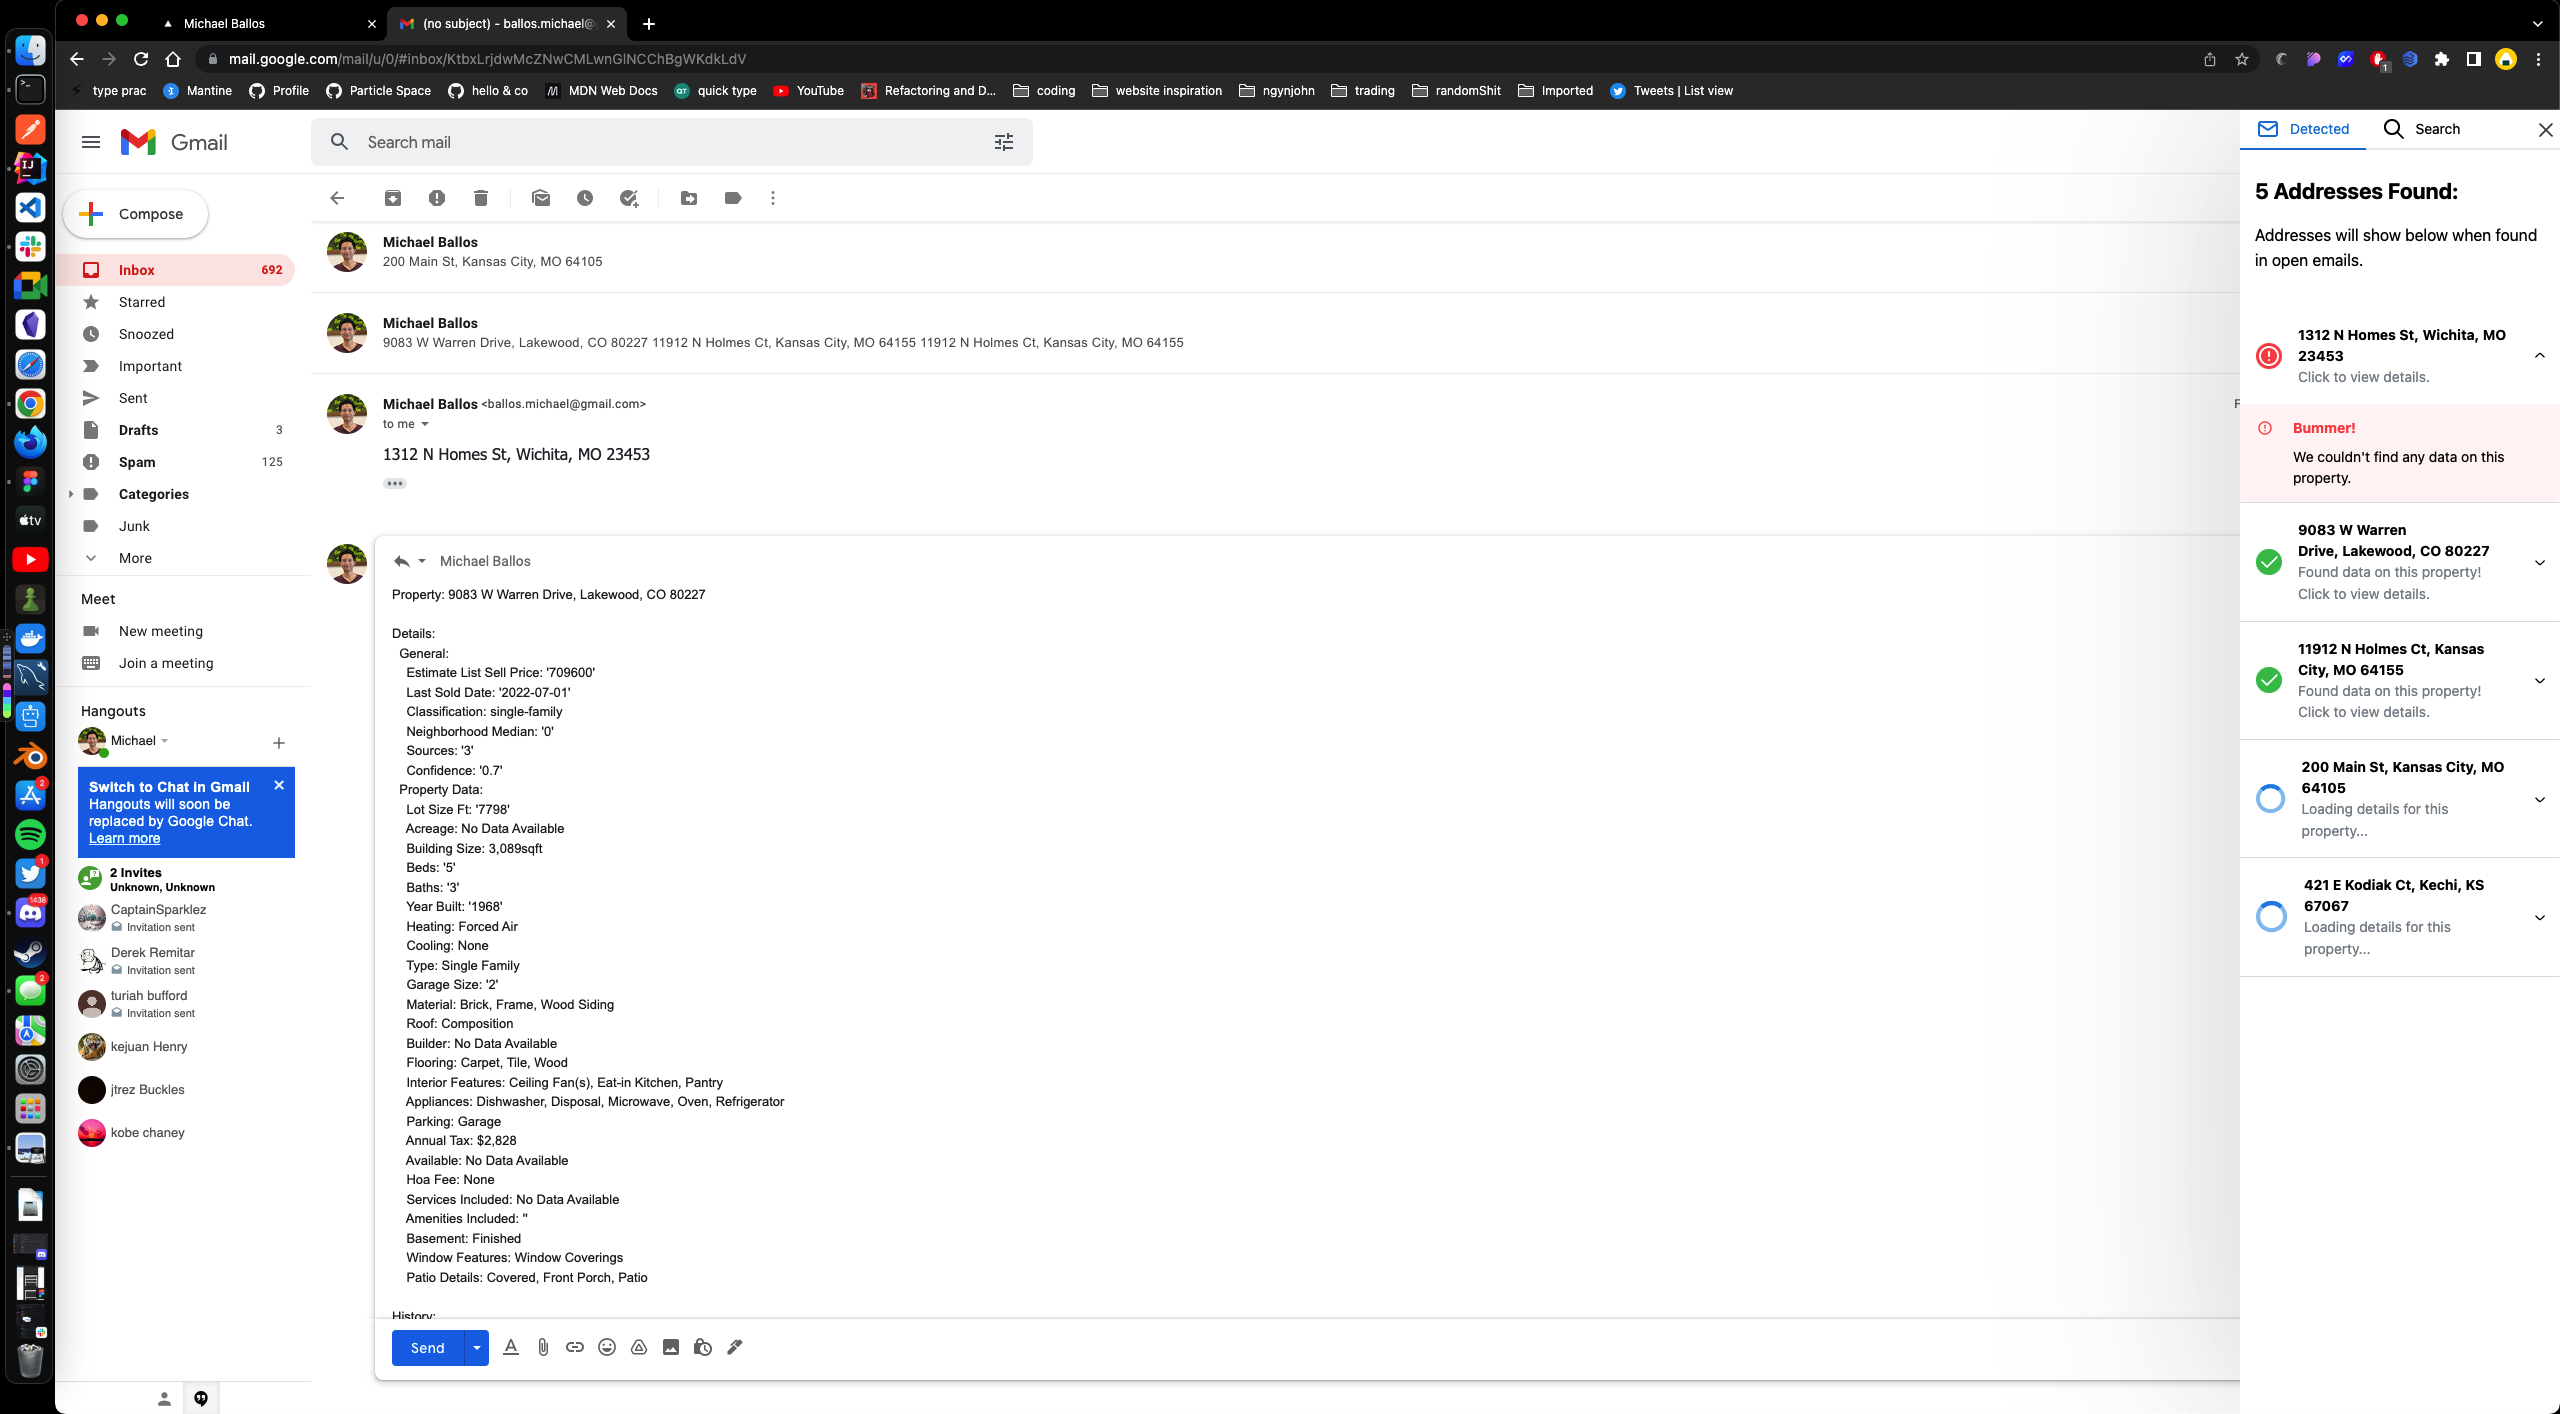 Michael Ballos
(no subject) - ballos.michael@
mail.google.com/mail/u/0/#inbox/KtbxLrjdwMcZNwCMLwnGlNCChBgWKdkLdV
1
type prac
Mantine
Profile
Particle Space
hello & co
MDN Web Docs
quick type
YouTube
Refactoring and D...
coding
website inspiration
ngynjohn
trading
randomShit
Imported
Tweets | List view
Gmail
Search mail
Compose
Inbox 692
Starred
Snoozed
Important
Sent
Drafts 3
Spam 125
Categories
Junk
More
Meet
New meeting
Join a meeting
Hangouts
Michael
Switch to Chat in Gmail
Hangouts will soon be
replaced by Google Chat.
Learn more
2 Invites
Unknown, Unknown
CaptainSparklez
Invitation sent
Derek Remitar
Invitation sent
turiah bufford
Invitation sent
kejuan Henry
jtrez Buckles
kobe chaney
Michael Ballos
200 Main St, Kansas City, MO 64105
Michael Ballos
9083 W Warren Drive, Lakewood, CO 80227 11912 N Holmes Ct, Kansas City, MO 64155 11912 N Holmes Ct, Kansas City, MO 64155
Michael Ballos <ballos.michael@gmail.com>
to me
1312 N Homes St, Wichita, MO 23453
Michael Ballos
Property: 9083 W Warren Drive, Lakewood, CO 80227
Details:
General:
Estimate List Sell Price: '709600'
Last Sold Date: '2022-07-01'
Classification: single-family
Neighborhood Median: '0'
Sources: '3'
Confidence: '0.7'
Property Data:
Lot Size Ft: '7798'
Acreage: No Data Available
Building Size: 3,089sqft
Beds: '5'
Baths: '3'
Year Built: '1968'
Heating: Forced Air
Cooling: None
Type: Single Family
Garage Size: '2'
Material: Brick, Frame, Wood Siding
Roof: Composition
Builder: No Data Available
Flooring: Carpet, Tile, Wood
Interior Features: Ceiling Fan(s), Eat-in Kitchen, Pantry
Appliances: Dishwasher, Disposal, Microwave, Oven, Refrigerator
Parking: Garage
Annual Tax: $2,828
Available: No Data Available
Hoa Fee: None
Services Included: No Data Available
Amenities Included: ''
Basement: Finished
Window Features: Window Coverings
Patio Details: Covered, Front Porch, Patio
History:
Send
Detected
Search
5 Addresses Found:
Addresses will show below when found
in open emails.
1312 N Homes St, Wichita, MO
23453
Click to view details.
Bummer!
We couldn't find any data on this
property.
9083 W Warren
Drive, Lakewood, CO 80227
Found data on this property!
Click to view details.
11912 N Holmes Ct, Kansas
City, MO 64155
Found data on this property!
Click to view details.
200 Main St, Kansas City, MO
64105
Loading details for this
property...
421 E Kodiak Ct, Kechi, KS
67067
Loading details for this
property...
IJ
tv
2
1
1438
2